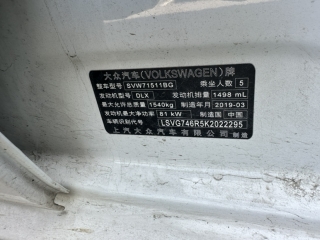 大众汽车(VOLKSWAGEN)牌
整车型号 SVW71511BG 乘坐人数 5
发动机型号 DLX 发动机排量 1498 mL
最大允许总质量 1540kg 制造年月 2019-03
发动机最大净功率 81 kW 制造国 中国
车辆识别代号 LSVG746R5K2022295
上汽大众汽车有限公司制造